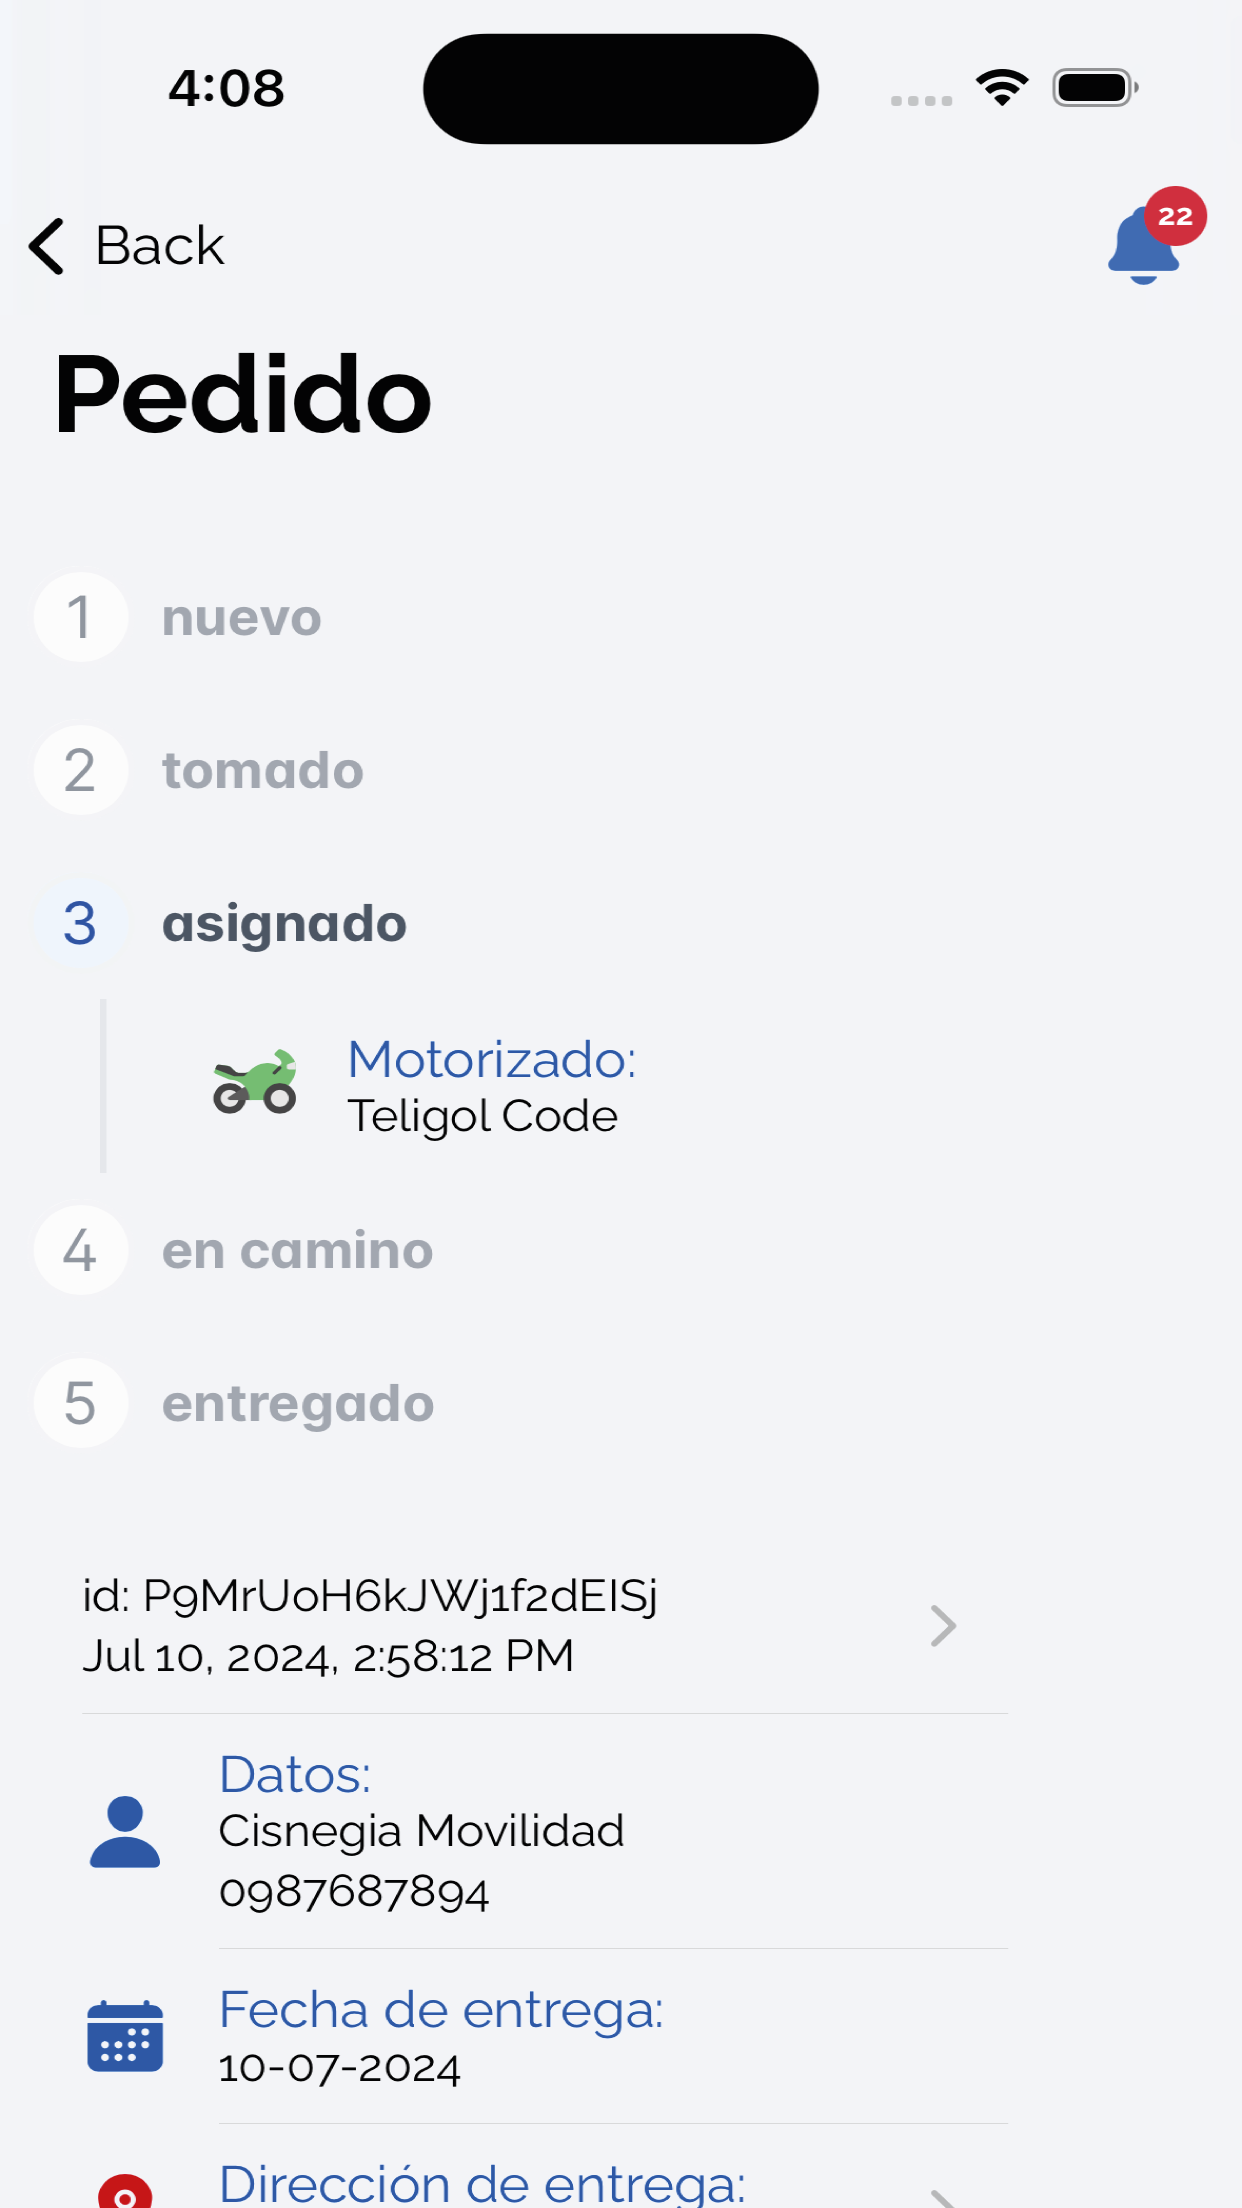 4:08
22
Back
Pedido
1 nuevo
2 tomado
3 asignado
Motorizado:
Teligol Code
4 en camino
5 entregado
id: P9MrUoH6kJWj1f2dEISj
Jul 10, 2024, 2:58:12 PM
Datos:
Cisnegia Movilidad
0987687894
Fecha de entrega:
10-07-2024
Dirección de entrega: